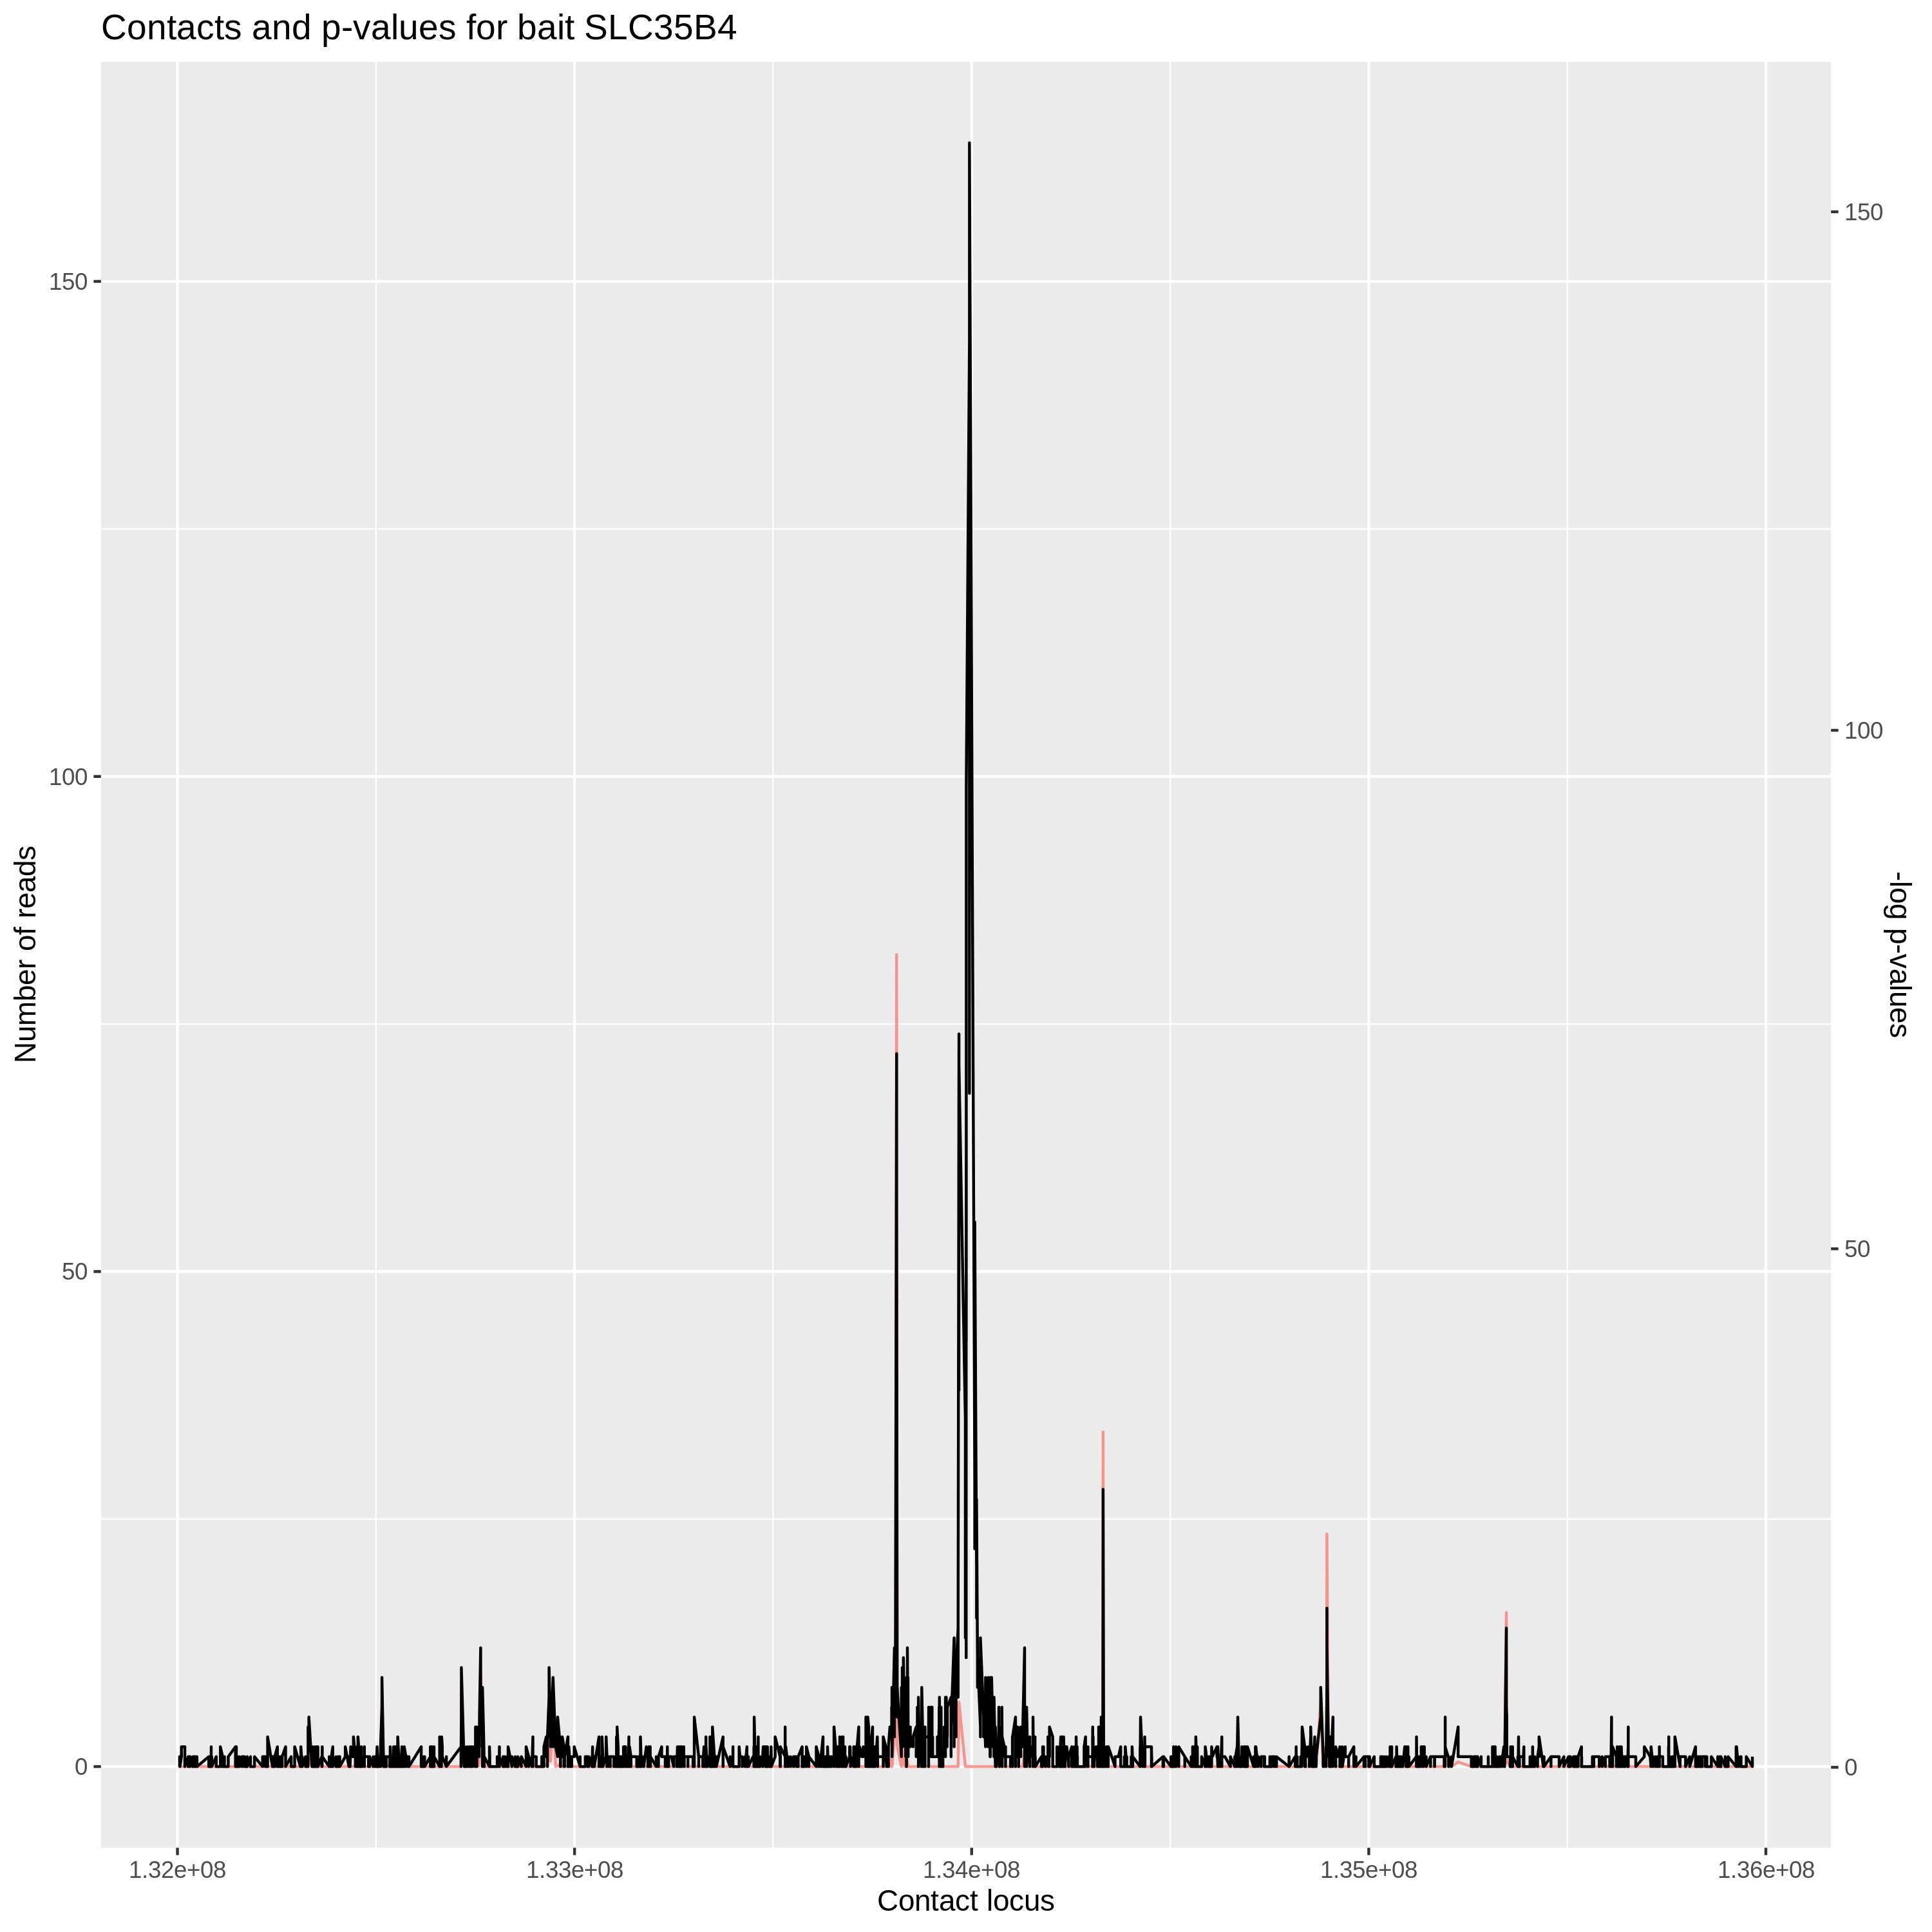 Contacts and p-values for bait SLC35B4
150
100
50
0
Number of reads
150
100
50
0
-log p-values
1.32e+08 1.33e+08 1.34e+08 1.35e+08 1.36e+08
Contact locus